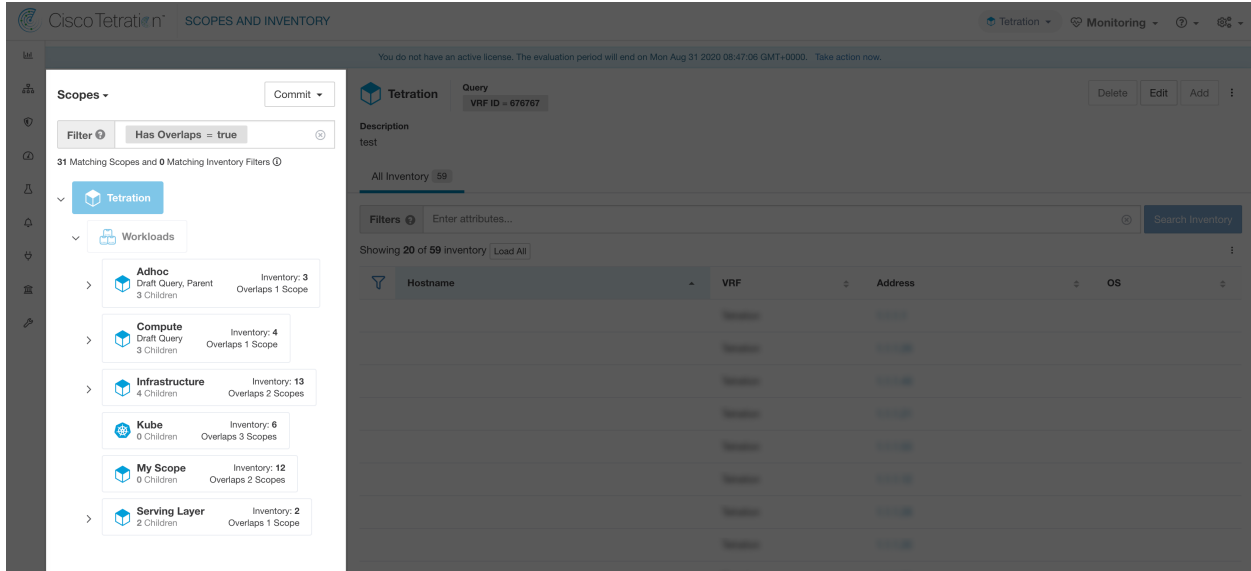 Cisco Tetration™ SCOPES AND INVENTORY Tetration Monitoring
You do not have an active license. The evaluation period will end on Mon Aug 31 2020 08:47:06 GMT+0000. Take action now.
Scopes Commit
Filter Has Overlaps = true
31 Matching Scopes and 0 Matching Inventory Filters
Tetration
Workloads
Adhoc
Draft Query, Parent
3 Children
Inventory: 3
Overlaps 1 Scope
Compute
Draft Query
3 Children
Inventory: 4
Overlaps 1 Scope
Infrastructure
4 Children
Inventory: 13
Overlaps 2 Scopes
Kube
0 Children
Inventory: 6
Overlaps 3 Scopes
My Scope
0 Children
Inventory: 12
Overlaps 2 Scopes
Serving Layer
2 Children
Inventory: 2
Overlaps 1 Scope
Tetration
Query
VRF ID = 676767
Delete Edit Add
Description
test
All Inventory 59
Filters Enter attributes... Search Inventory
Showing 20 of 59 inventory Load All
Hostname VRF Address OS